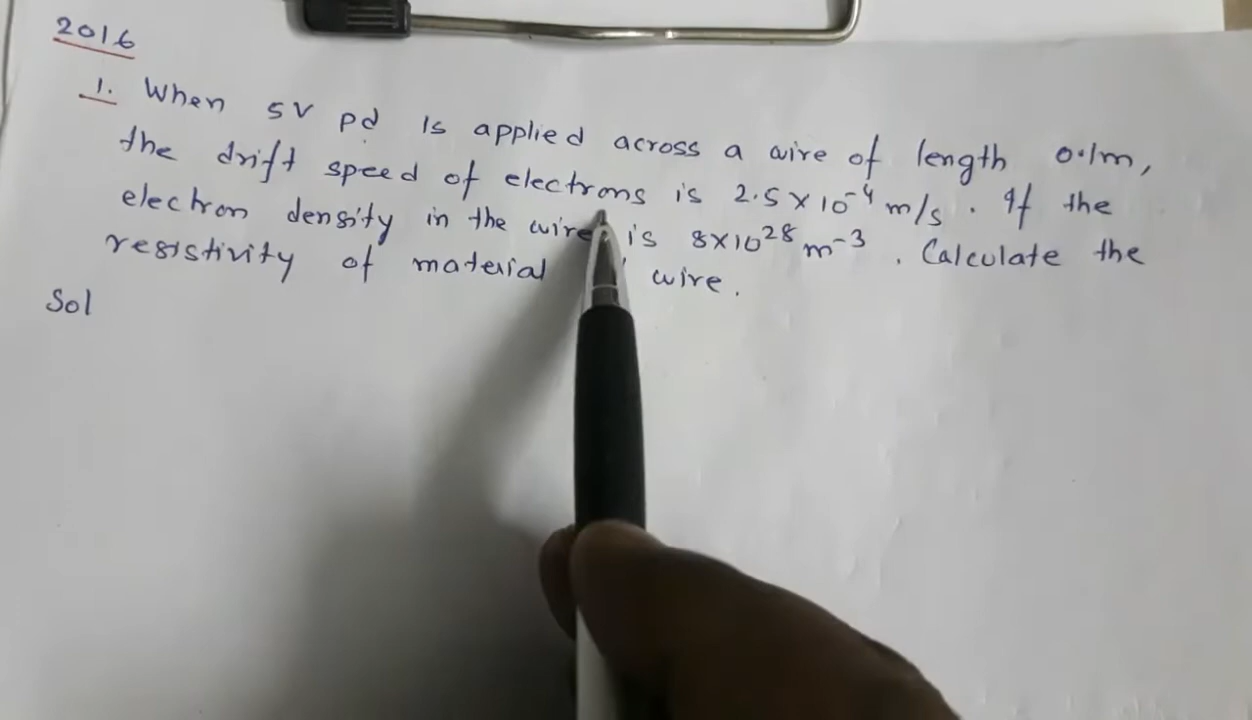 2016
1. When 5V pd Is applied across a wire of length 0.1m,
the drift speed of electrons is 2.5×10⁻⁴ m/s. If the
electron density in the wire is 8×10²⁸ m⁻³. Calculate the
resistivity of material wire.
Sol